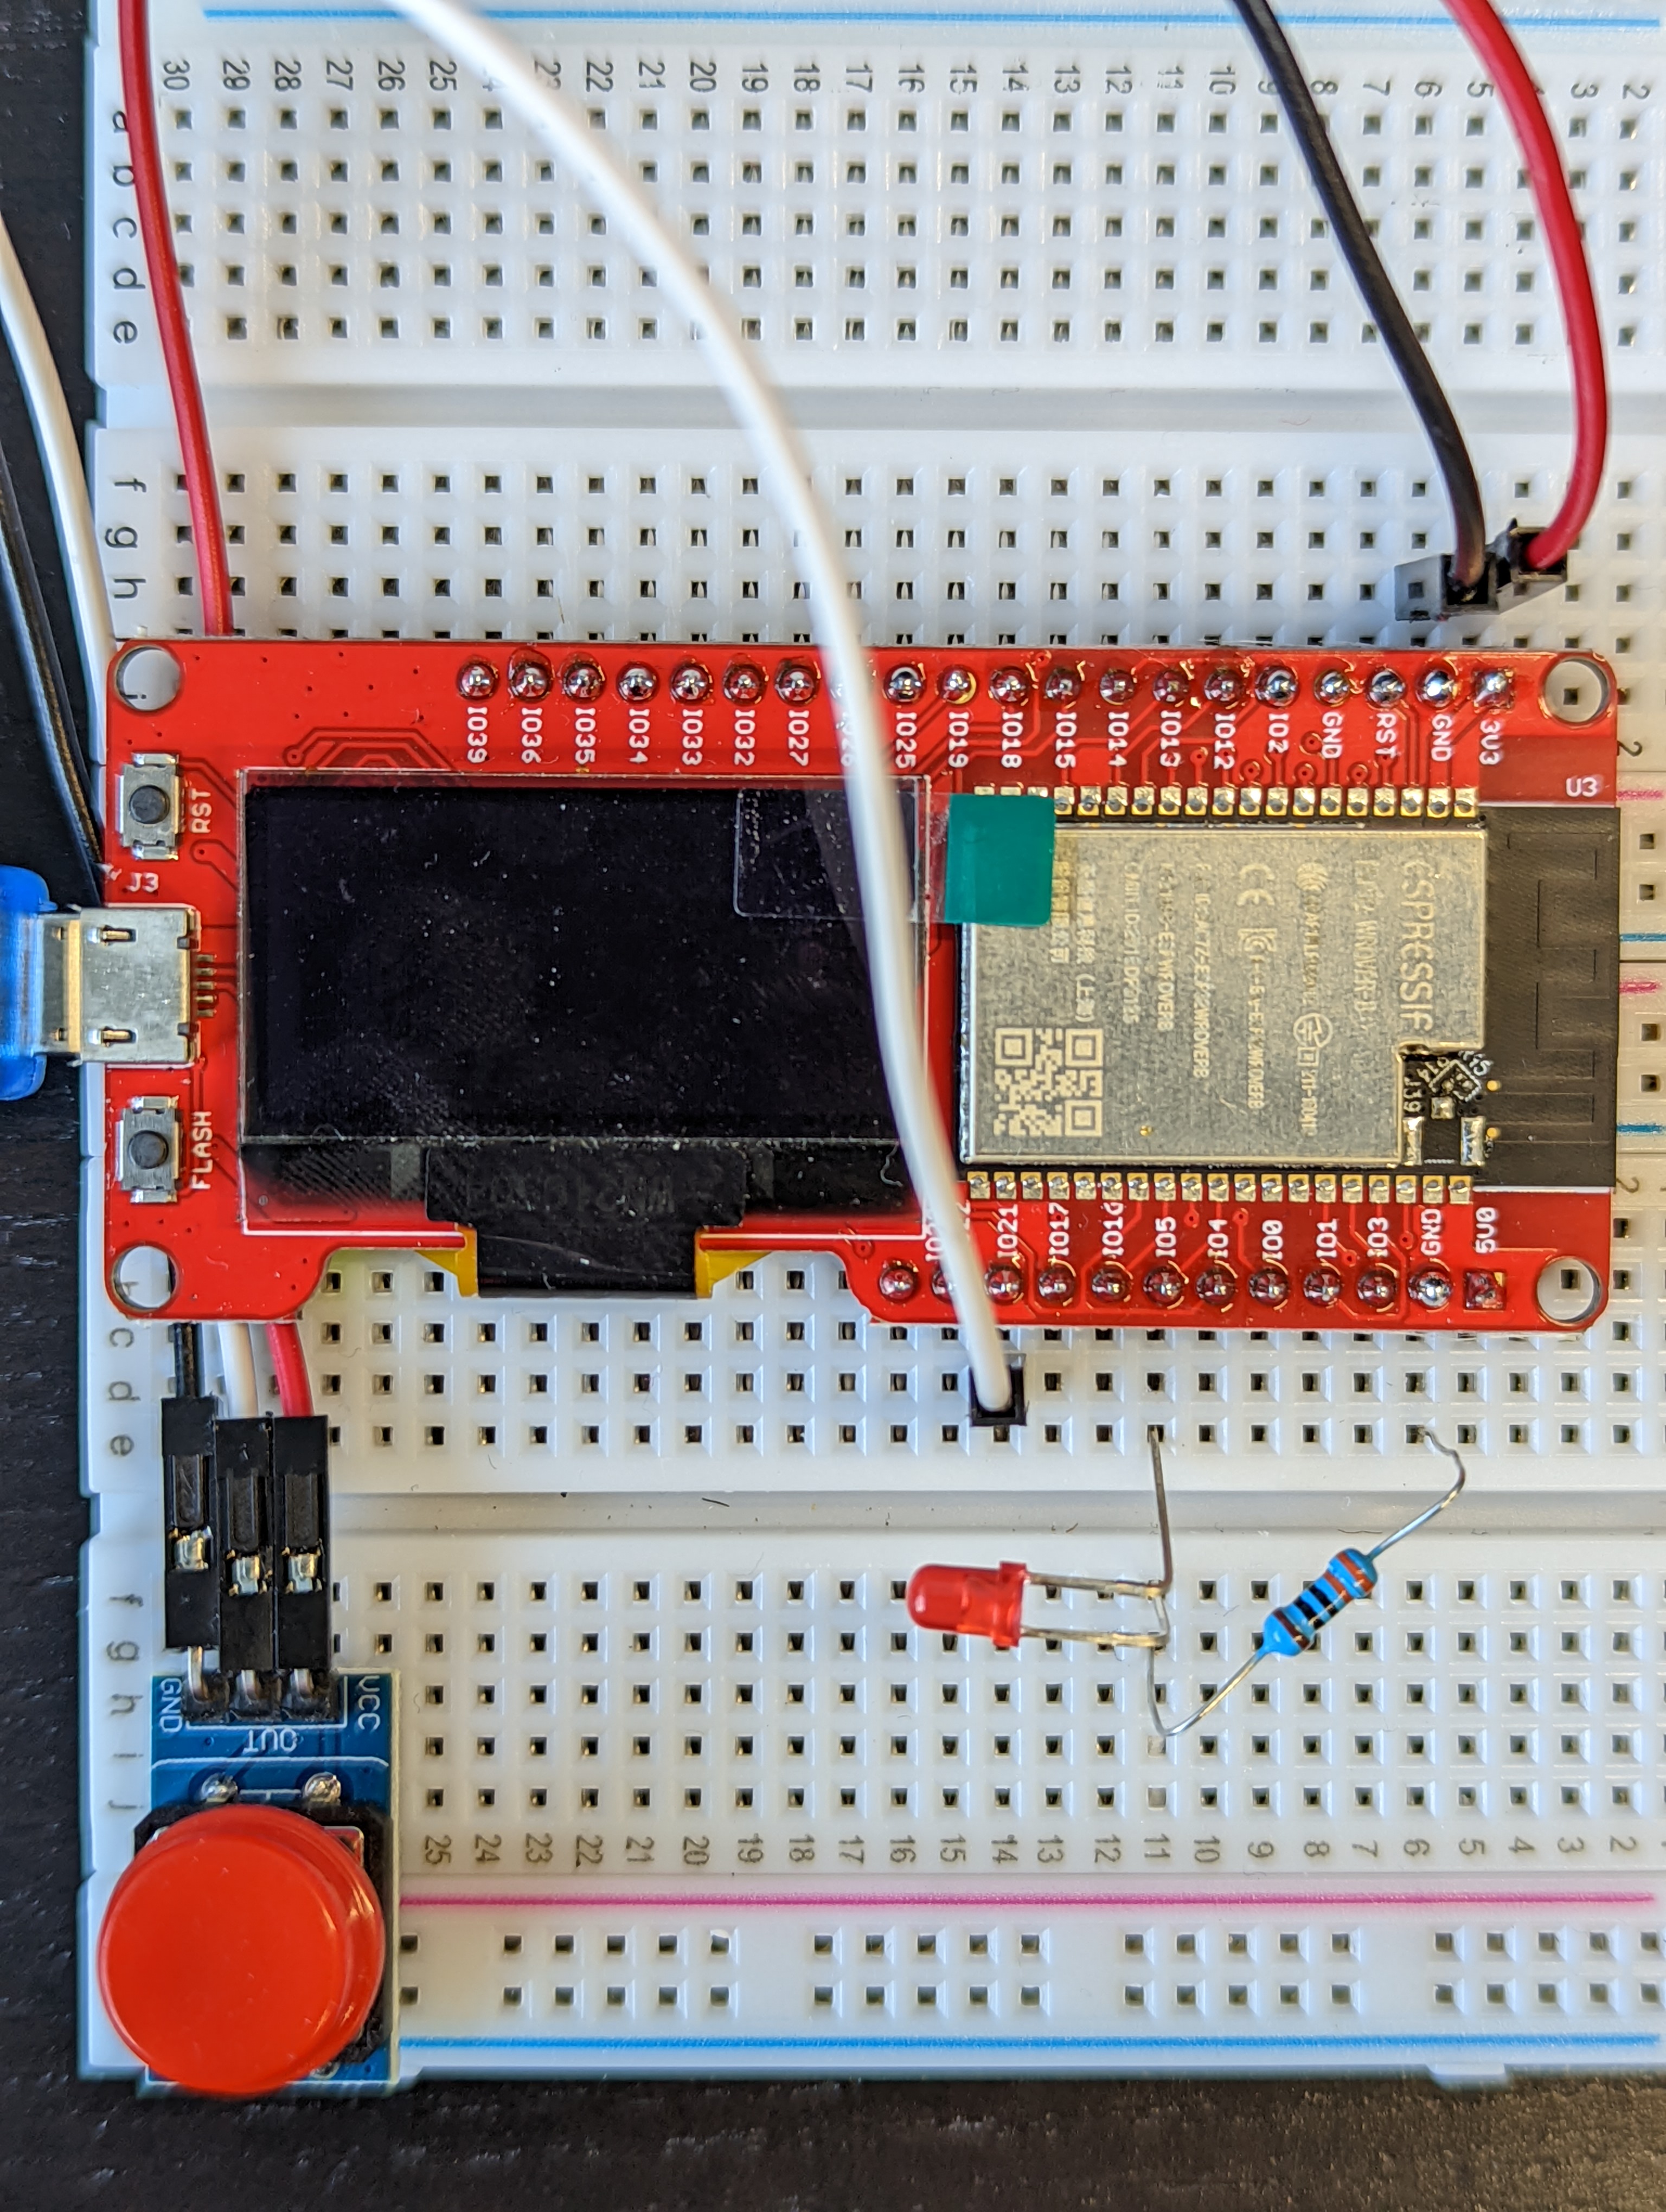 30 29 28 27 26 25 22 21 20 19 18 17 16 15 14 13 12 11 10 9 8 7 6 5 3 2
a
b
c
d
e
f
g
h
IO39 IO36 IO35 IO34 IO33 IO32 IO27 IO25 IO19 IO18 IO15 IO14 IO13 IO12 IO2 GND RST GND 3V3
U3
RST
J3
FLASH
ESPRESSIF
CE
IO21 IO17 IO16 IO5 IO4 IO0 IO1 IO3 GND 5V0
c
d
e
f
g
h
i
j
GND OUT VCC
25 24 23 22 21 20 19 18 17 16 15 14 13 12 11 10 9 8 7 6 5 4 3 2